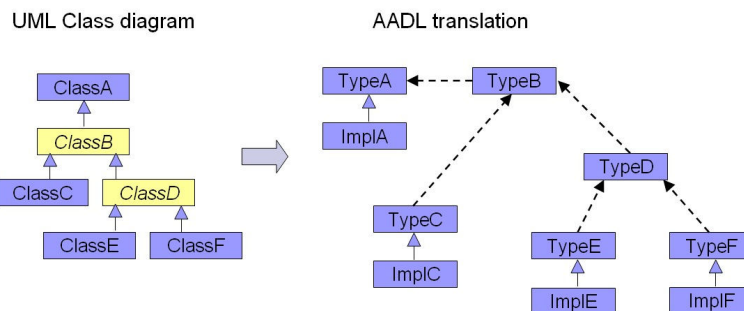 UML Class diagram
AADL translation
ClassA
ClassB
ClassC
ClassD
ClassE
ClassF
TypeA
TypeB
ImplA
TypeD
TypeC
TypeE
TypeF
ImplC
ImplE
ImplF